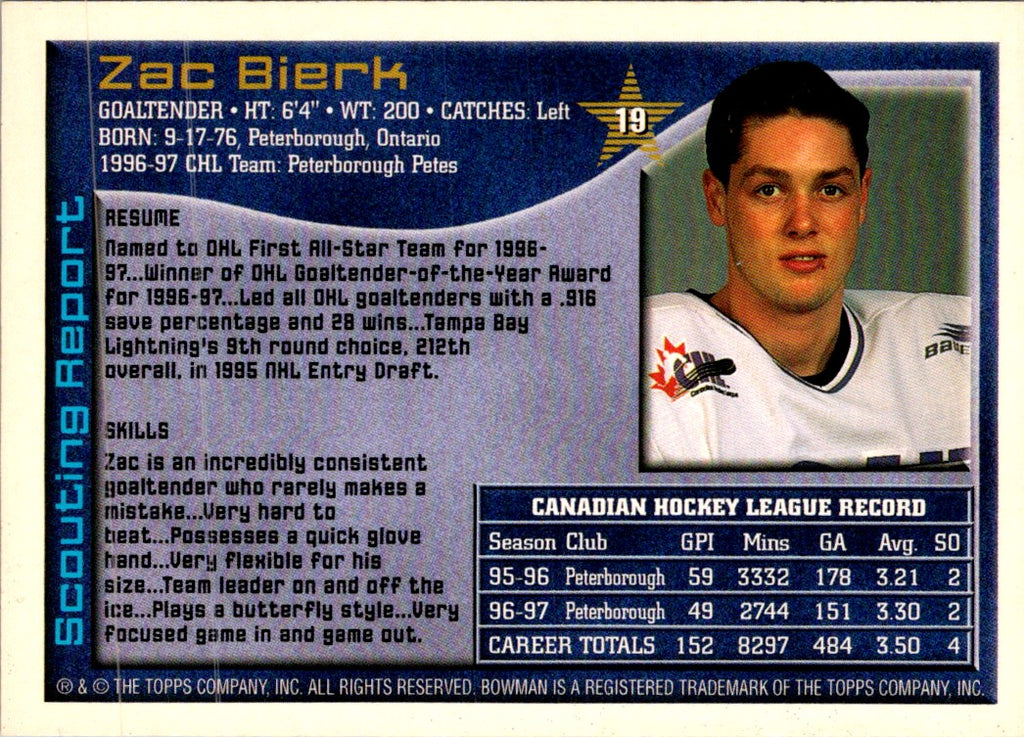 Zac Bierk
GOALTENDER • HT: 6'4" • WT: 200 • CATCHES: Left
BORN: 9-17-76, Peterborough, Ontario
1996-97 CHL Team: Peterborough Petes
19
Scouting Report
RESUME
Named to OHL First All-Star Team for 1996-
97...Winner of OHL Goaltender-of-the-Year Award
for 1996-97...Led all OHL goaltenders with a .916
save percentage and 28 wins...Tampa Bay
Lightning's 9th round choice, 212th
overall, in 1995 NHL Entry Draft.
SKILLS
Zac is an incredibly consistent
goaltender who rarely makes a
mistake...Very hard to
beat...Possesses a quick glove
hand...Very flexible for his
size...Team leader on and off the
ice...Plays a butterfly style...Very
focused game in and game out.
CHL
CANADIAN HOCKEY LEAGUE RECORD
Season Club GPI Mins GA Avg. SO
95-96 Peterborough 59 3332 178 3.21 2
96-97 Peterborough 49 2744 151 3.30 2
CAREER TOTALS 152 8297 484 3.50 4
® & © THE TOPPS COMPANY, INC. ALL RIGHTS RESERVED. BOWMAN IS A REGISTERED TRADEMARK OF THE TOPPS COMPANY, INC.